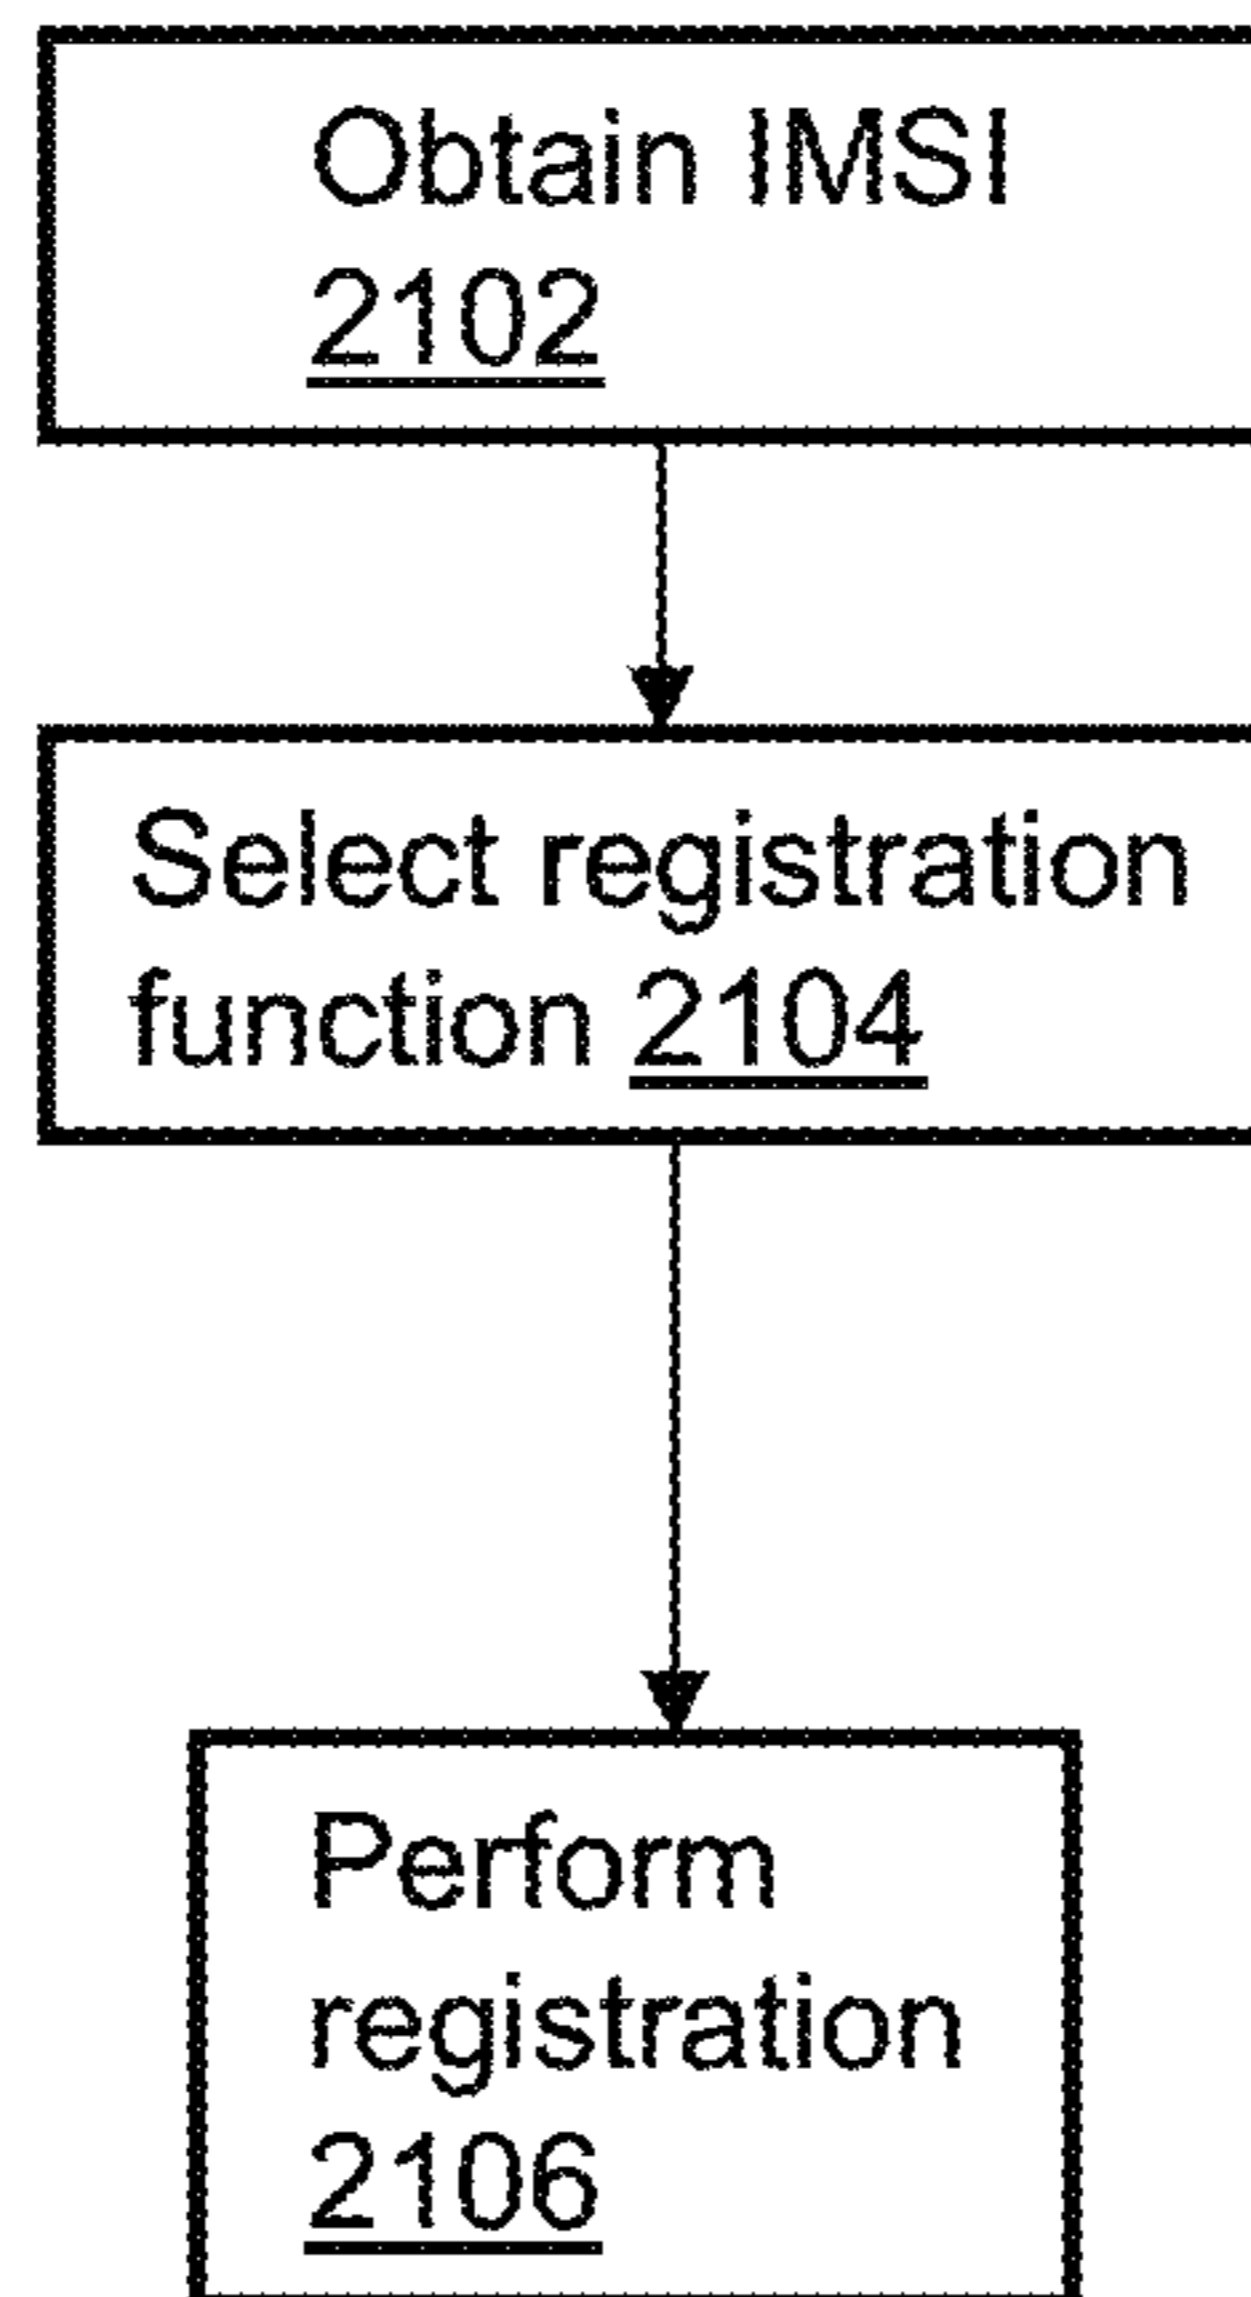 Obtain IMSI
2102
Select registration
function 2104
Perform
registration
2106